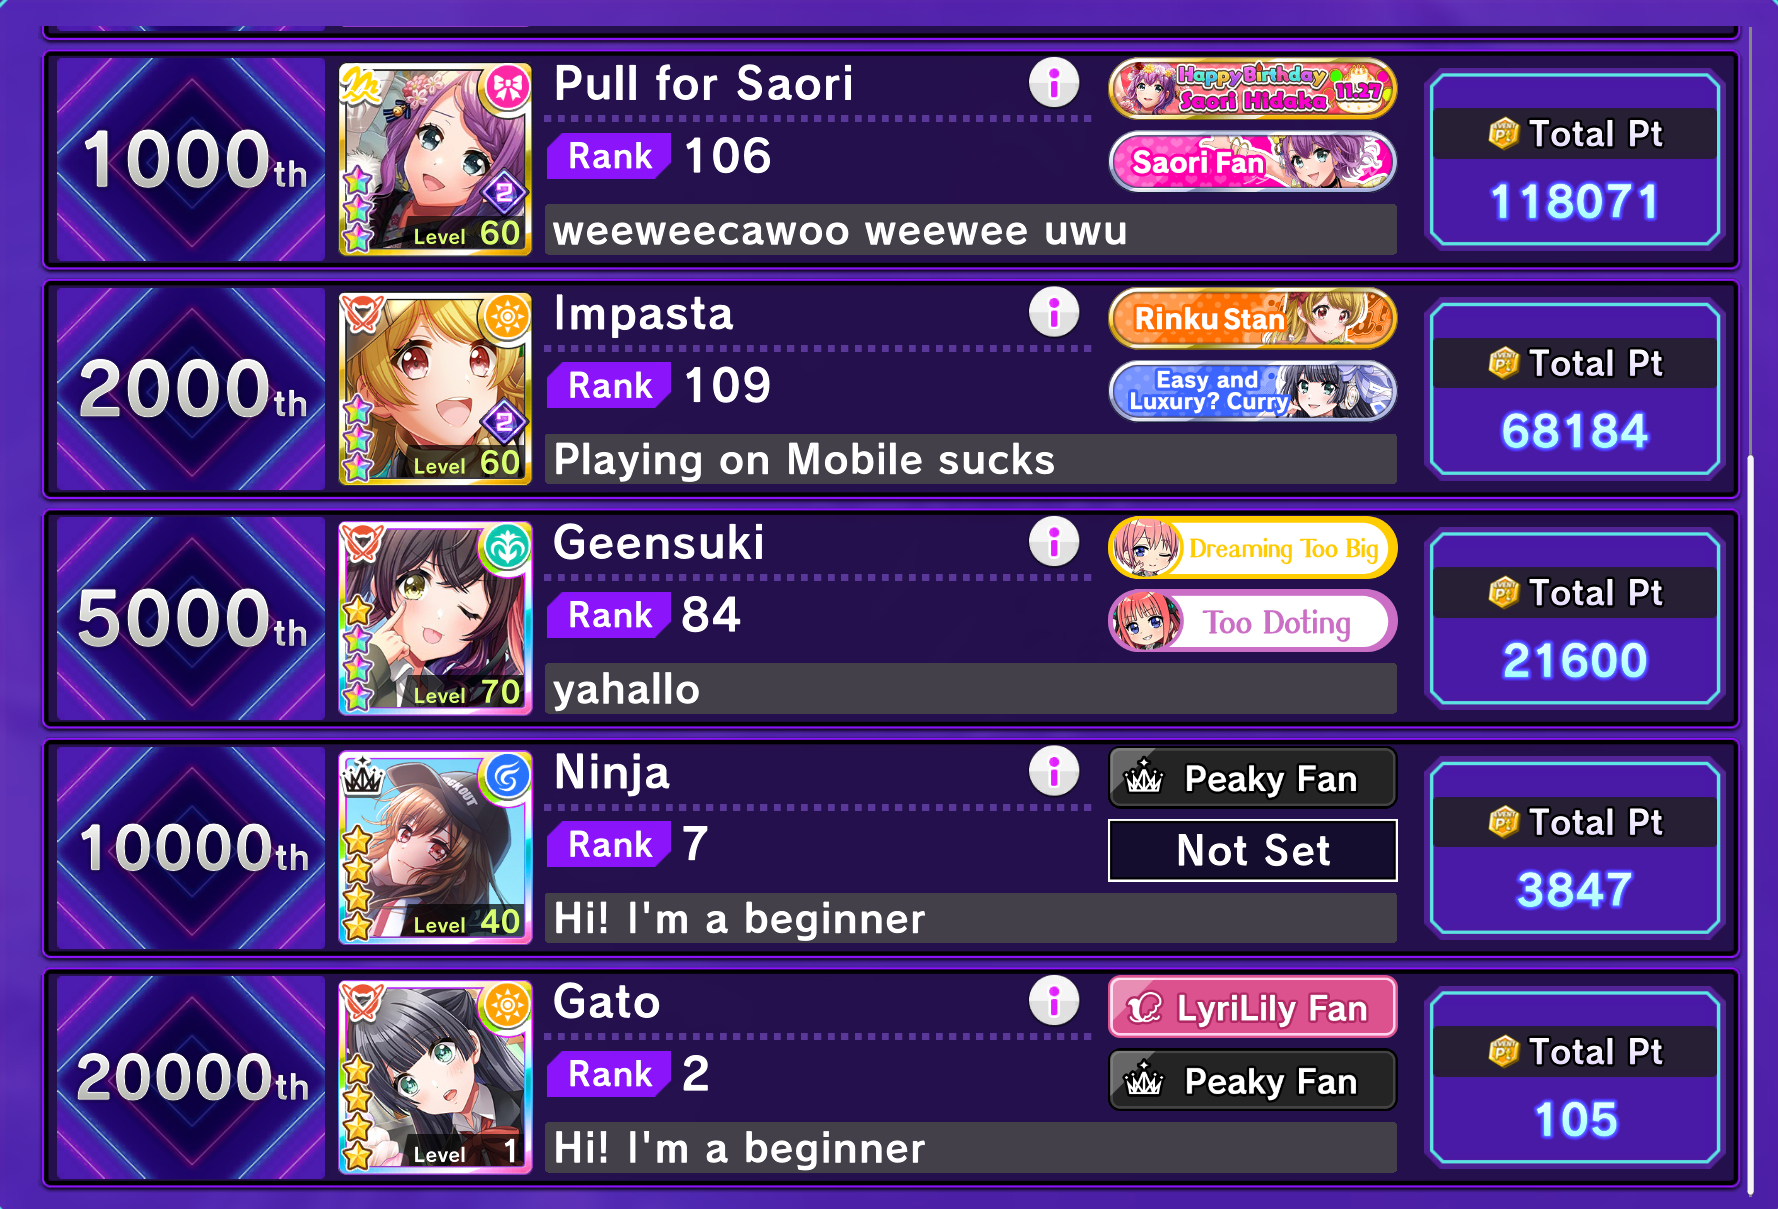 1000th
Pull for Saori
Happy Birthday
11.27
Saori Hidaka
Rank 106
Saori Fan
2
Level 60
weeweecawoo weewee uwu
Total Pt
118071
2000th
Impasta
Rinku Stan
Rank 109
Easy and
Luxury? Curry
2
Level 60
Playing on Mobile sucks
Total Pt
68184
5000th
Geensuki
Dreaming Too Big
Rank 84
Too Doting
Level 70
yahallo
Total Pt
21600
10000th
Ninja
Peaky Fan
Rank 7
Not Set
Level 40
Hi! I'm a beginner
Total Pt
3847
20000th
Gato
LyriLily Fan
Rank 2
Peaky Fan
Level 1
Hi! I'm a beginner
Total Pt
105